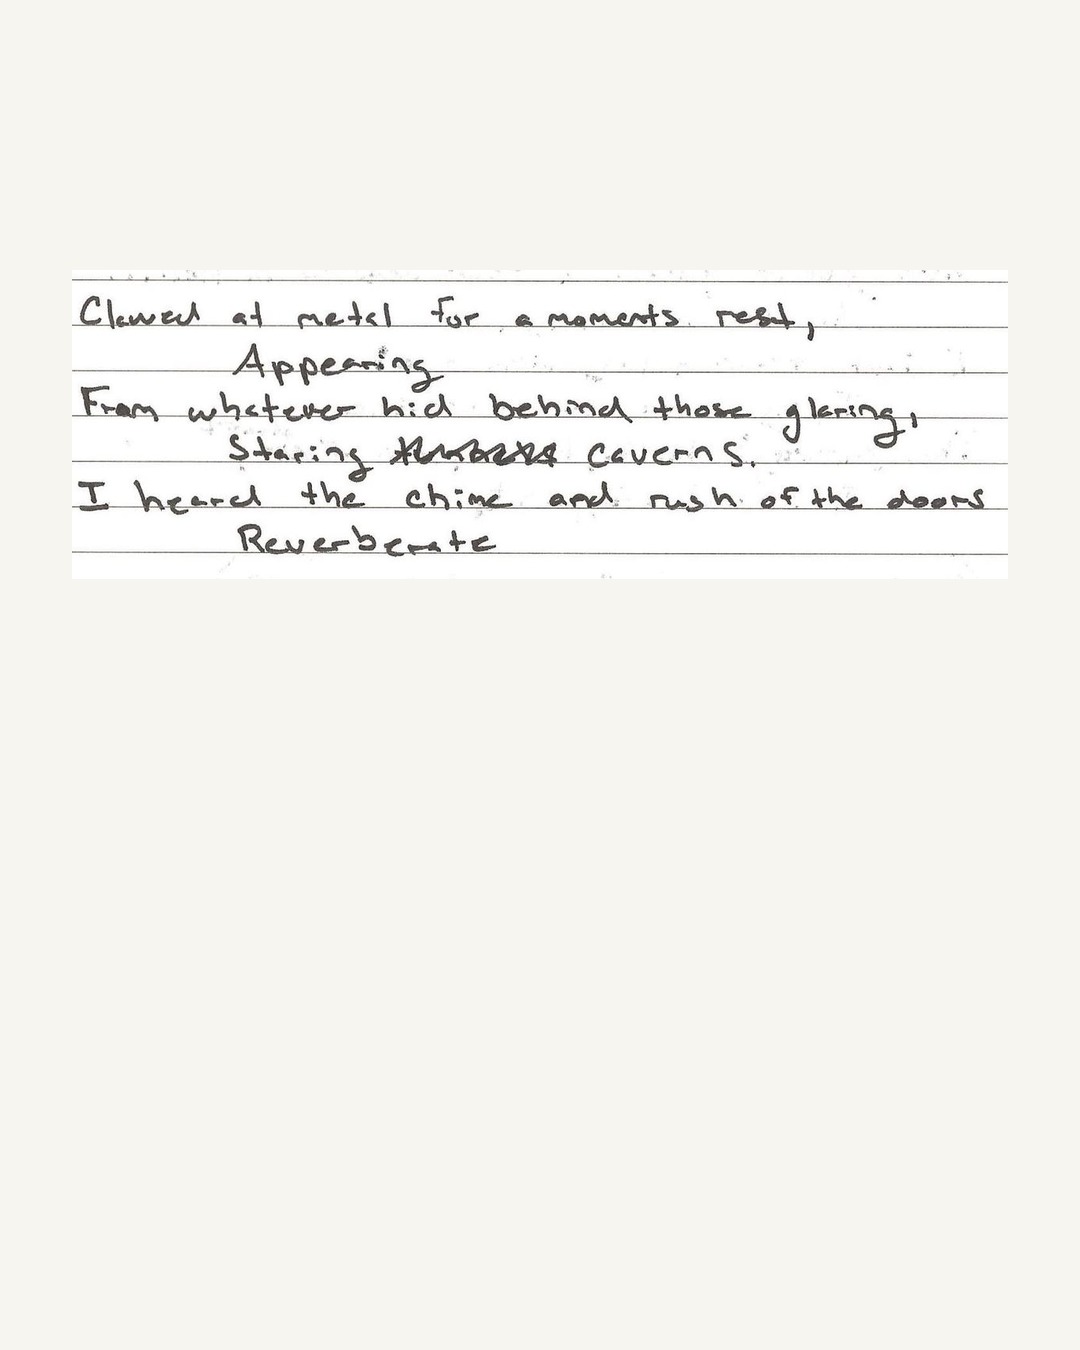 Clawed at metal for a moments rest,
Appearing
From whatever hid behind those glaring,
Staring caverns.
I heard the chime and rush of the doors
Reverberate